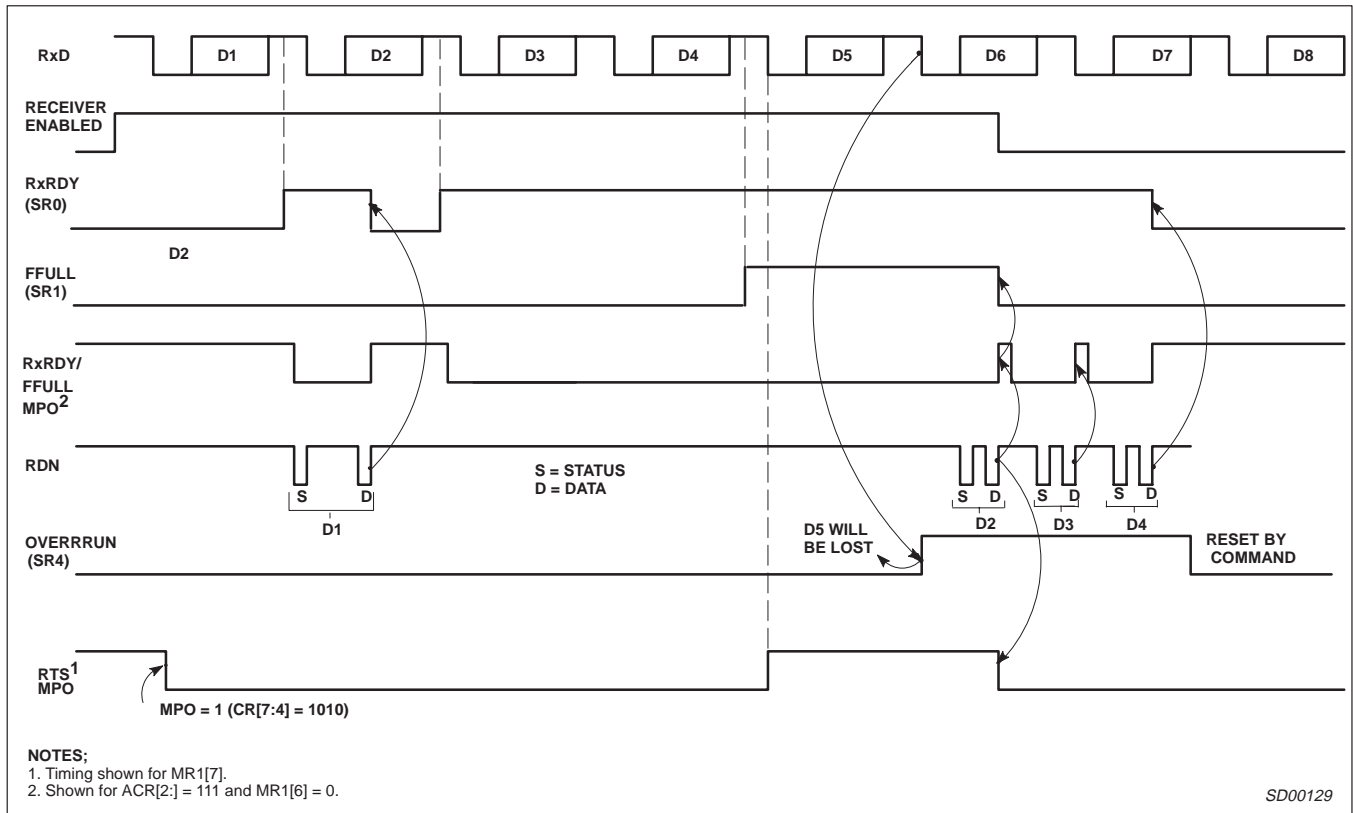 RxD D1 D2 D3 D4 D5 D6 D7 D8
RECEIVER
ENABLED
RxRDY
(SR0)
D2
FFULL
(SR1)
RxRDY/
FFULL
MPO2
RDN
S = STATUS
D = DATA
S D S D S D S D
D1 D2 D3 D4
OVERRRUN
(SR4)
D5 WILL
BE LOST
RESET BY
COMMAND
RTS1
MPO
MPO = 1 (CR[7:4] = 1010)
NOTES;
1. Timing shown for MR1[7].
2. Shown for ACR[2:] = 111 and MR1[6] = 0.
SD00129